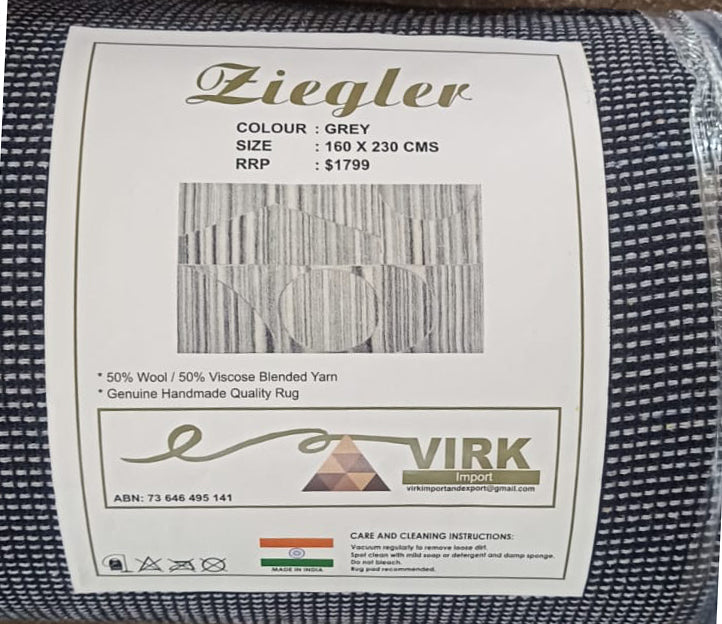 Ziegler
COLOUR : GREY
SIZE : 160 X 230 CMS
RRP : $1799
* 50% Wool / 50% Viscose Blended Yarn
* Genuine Handmade Quality Rug
VIRK
Import
virkimportandexport@gmail.com
ABN: 73 646 495 141
MADE IN INDIA
CARE AND CLEANING INSTRUCTIONS:
Vacuum regularly to remove loose dirt.
Spot clean with mild soap or detergent and damp sponge.
Do not bleach.
Rug pad recommended.